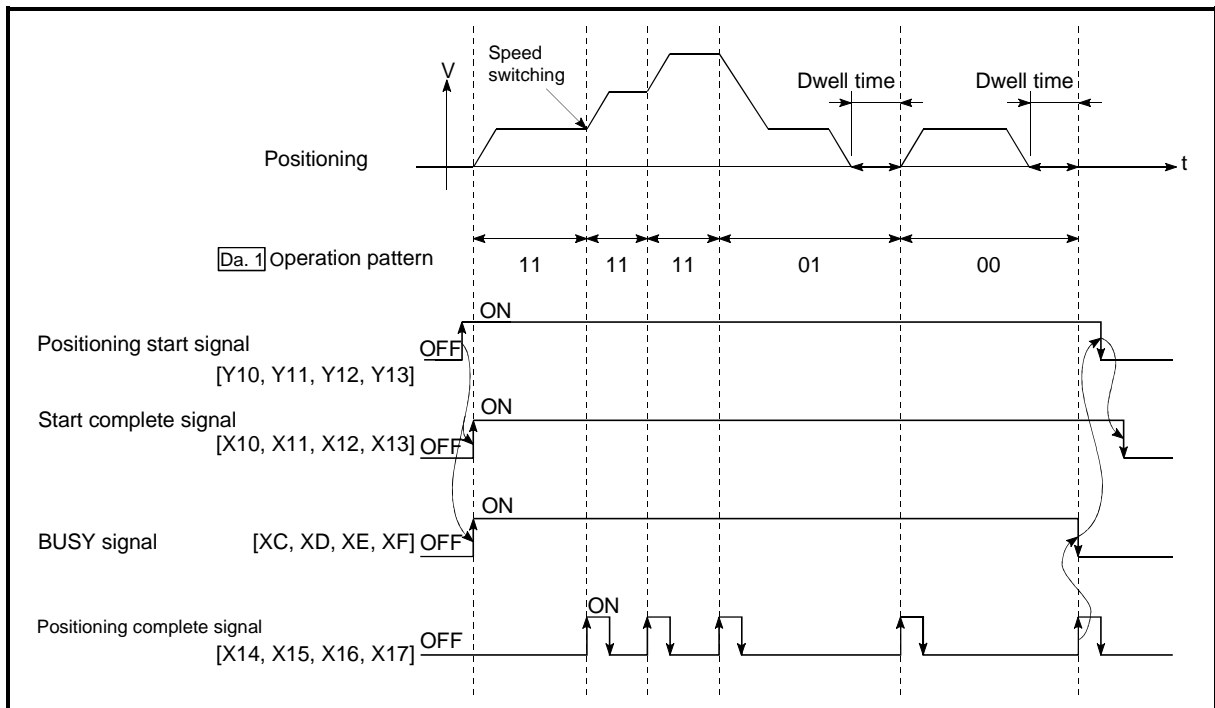 Speed
switching
V
Dwell time
Dwell time
Positioning
t
Da. 1 Operation pattern
11
11
11
01
00
ON
Positioning start signal
OFF
[Y10, Y11, Y12, Y13]
ON
Start complete signal
[X10, X11, X12, X13]
OFF
ON
BUSY signal
[XC, XD, XE, XF]
OFF
ON
Positioning complete signal
OFF
[X14, X15, X16, X17]